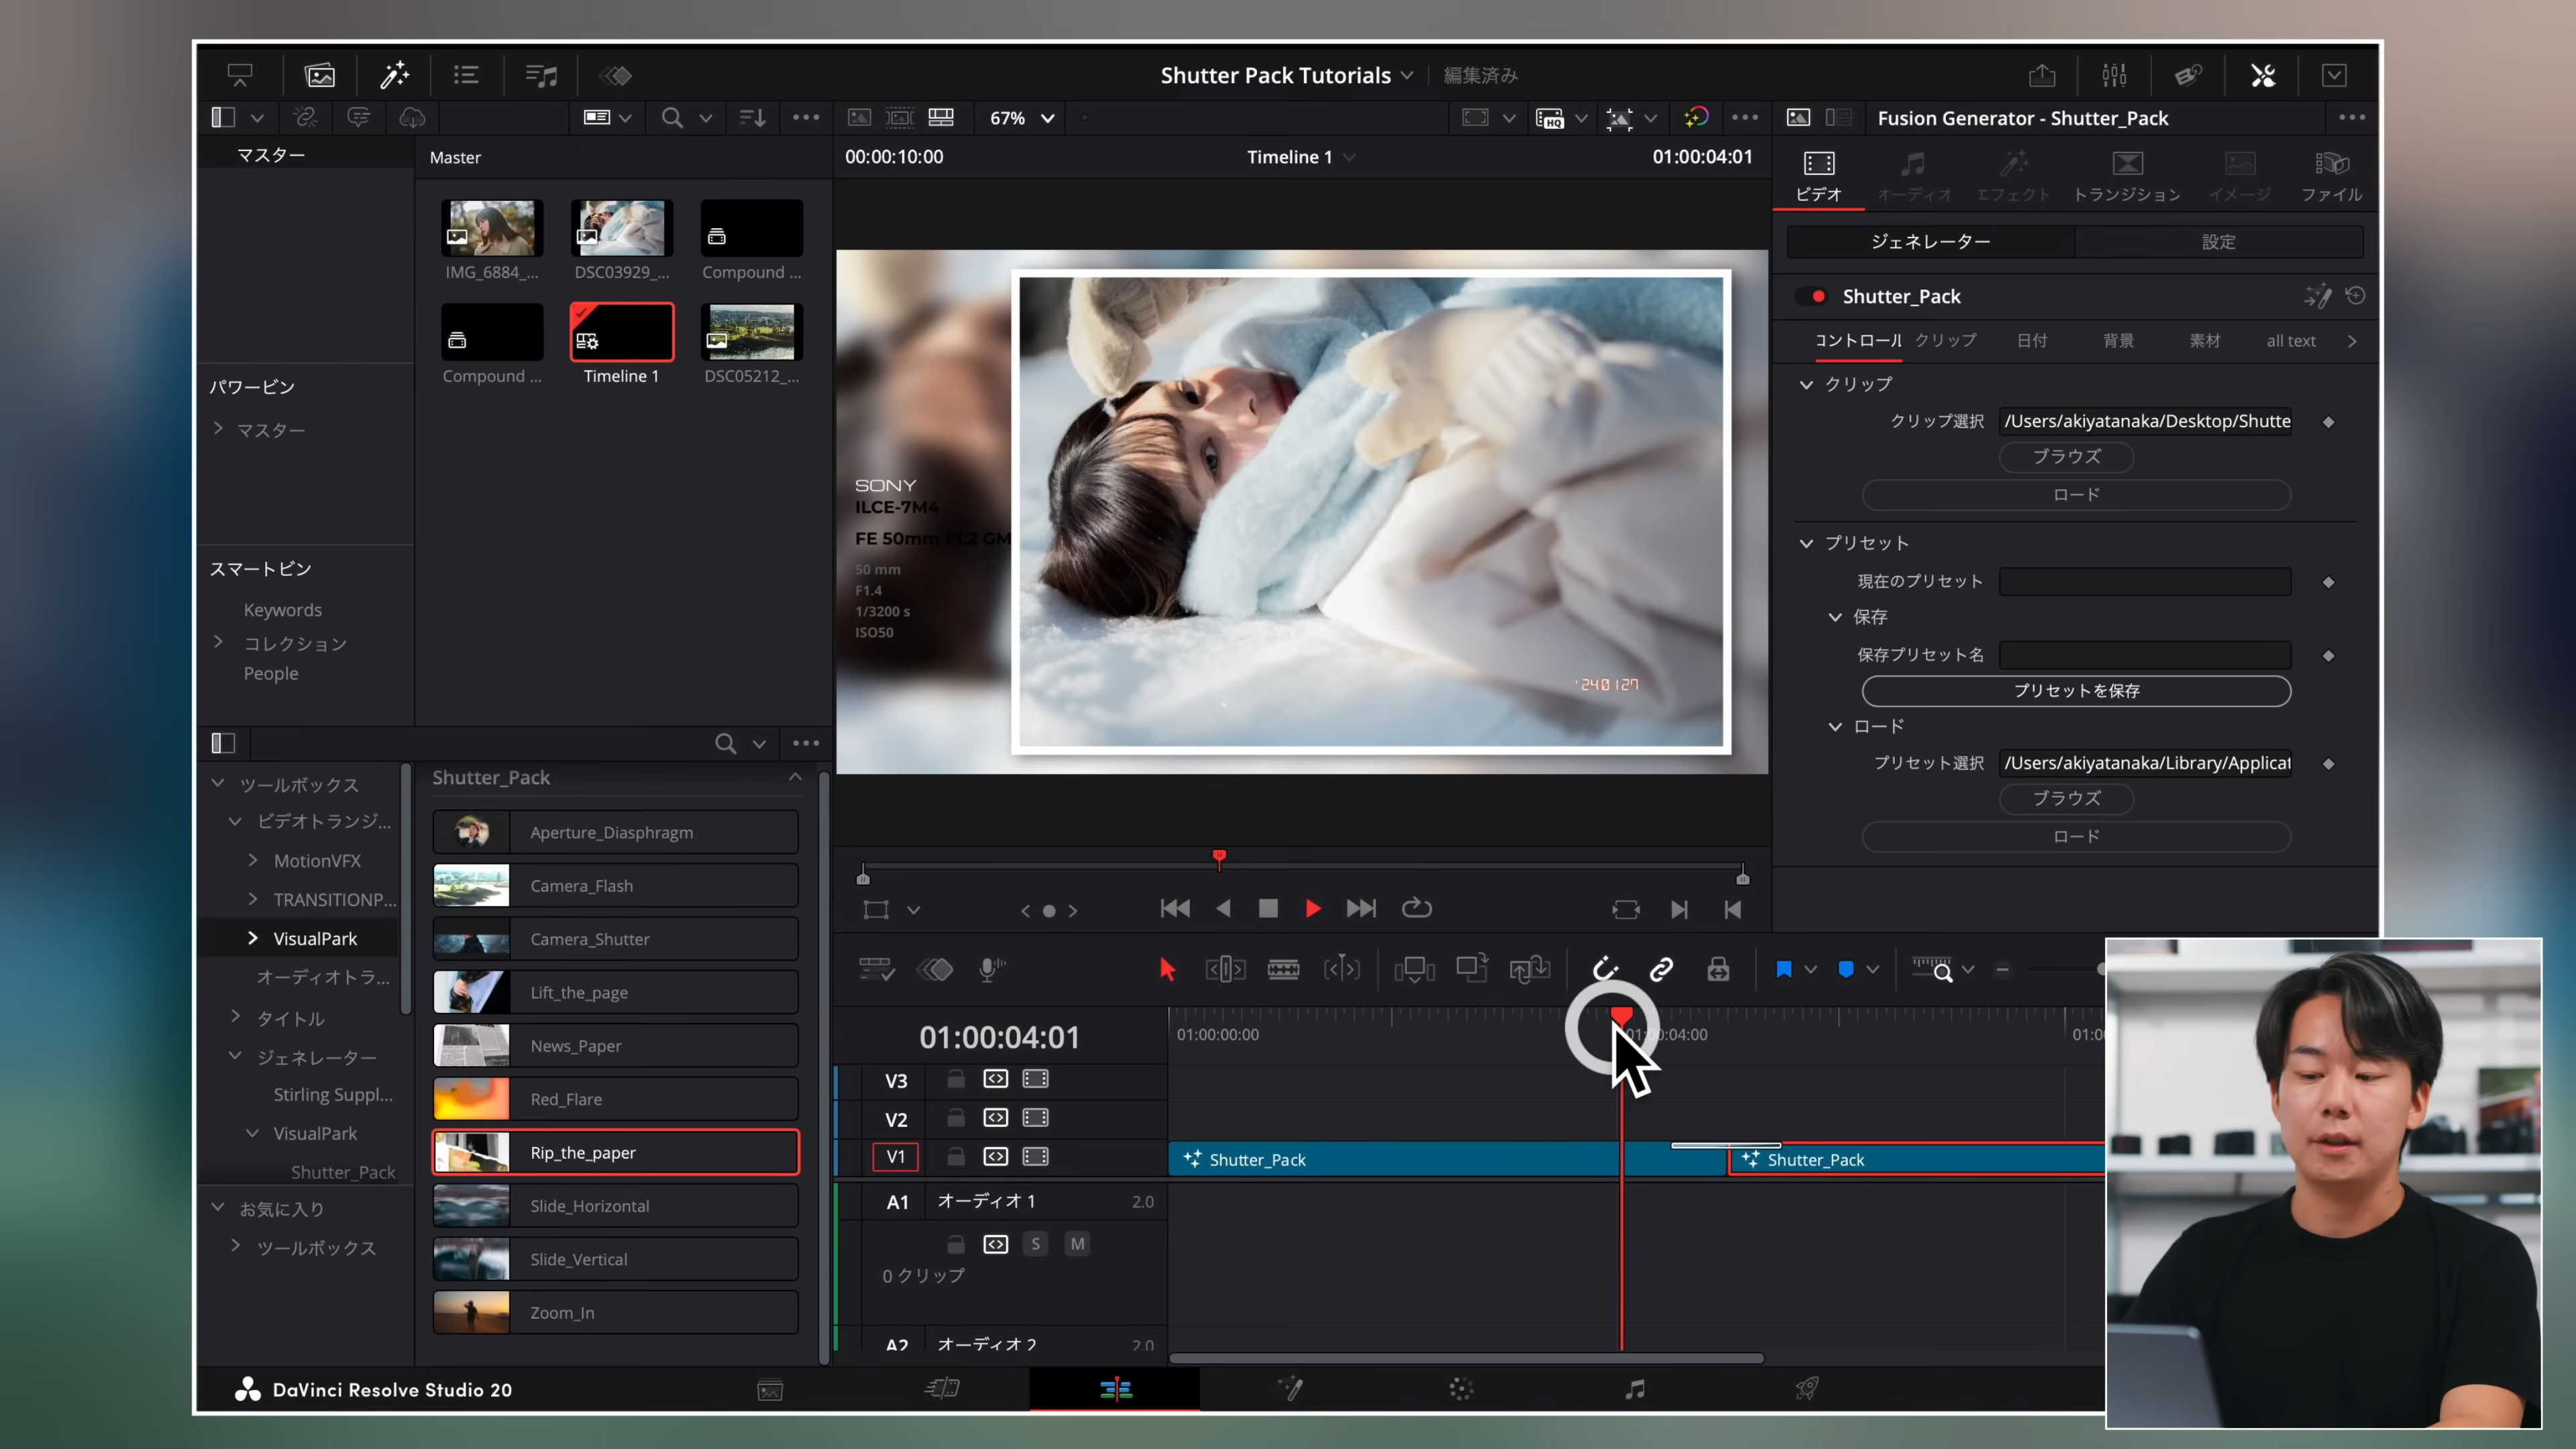 Shutter Pack Tutorials
編集済み
67%
HQ
Fusion Generator - Shutter_Pack
マスター
Master
00:00:10:00
Timeline 1
01:00:04:01
ビデオ
オーディオ
エフェクト
トランジション
イメージ
ファイル
ジェネレーター
設定
IMG_6884_...
DSC03929_...
Compound ...
Compound ...
Timeline 1
DSC05212_...
Shutter_Pack
コントロール
クリップ
日付
背景
素材
all text
クリップ
クリップ選択
/Users/akiyatanaka/Desktop/Shutte
ブラウズ
ロード
プリセット
現在のプリセット
保存
保存プリセット名
プリセットを保存
ロード
プリセット選択
/Users/akiyatanaka/Library/Applicat
ブラウズ
ロード
パワービン
マスター
スマートビン
Keywords
コレクション
People
SONY
ILCE-7M4
FE 50mm F1.2 GM
50 mm
F1.4
1/3200 s
ISO50
'240127
ツールボックス
ビデオトランジ...
MotionVFX
TRANSITIONP...
VisualPark
オーディオトラ...
タイトル
ジェネレーター
Stirling Suppl...
VisualPark
Shutter_Pack
お気に入り
ツールボックス
Shutter_Pack
Aperture_Diasphragm
Camera_Flash
Camera_Shutter
Lift_the_page
News_Paper
Red_Flare
Rip_the_paper
Slide_Horizontal
Slide_Vertical
Zoom_In
01:00:04:01
01:00:00:00
01:00:04:00
01:0
V3
V2
V1
Shutter_Pack
Shutter_Pack
A1
オーディオ 1
2.0
S
M
0 クリップ
A2
オーディオ 2
2.0
DaVinci Resolve Studio 20